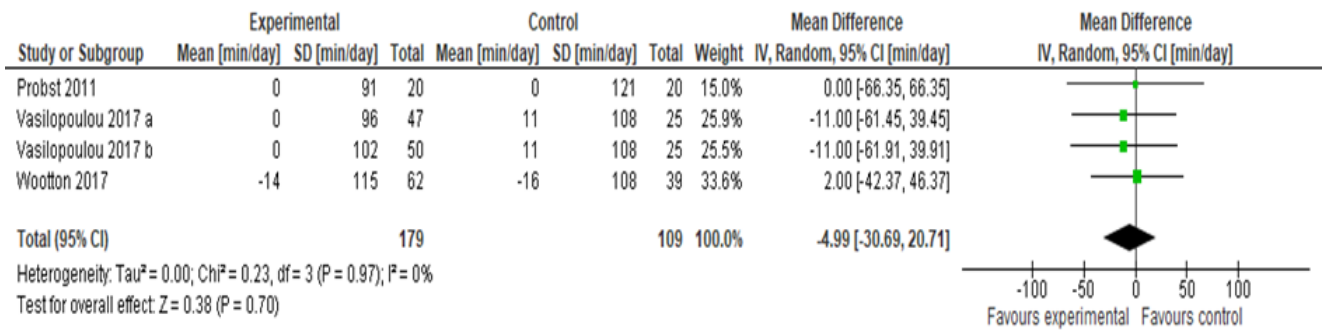 Experimental Control Mean Difference Mean Difference
Study or Subgroup Mean [min/day] SD [min/day] Total Mean [min/day] SD [min/day] Total Weight IV, Random, 95% CI [min/day] IV, Random, 95% CI [min/day]
Probst 2011 0 91 20 0 121 20 15.0% 0.00 [-66.35, 66.35]
Vasilopoulou 2017 a 0 96 47 11 108 25 25.9% -11.00 [-61.45, 39.45]
Vasilopoulou 2017 b 0 102 50 11 108 25 25.5% -11.00 [-61.91, 39.91]
Wootton 2017 -14 115 62 -16 108 39 33.6% 2.00 [-42.37, 46.37]
Total (95% CI) 179 109 100.0% -4.99 [-30.69, 20.71]
Heterogeneity: Tau² = 0.00; Chi² = 0.23, df = 3 (P = 0.97); I² = 0%
Test for overall effect: Z = 0.38 (P = 0.70)
-100 -50 0 50 100
Favours experimental Favours control